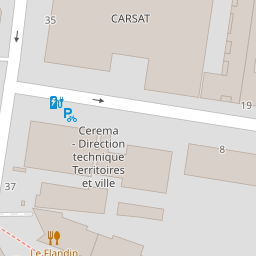 35
CARSAT
19
P
Cerema
- Direction
technique
Territoires
et ville
8
37
Le Flandin